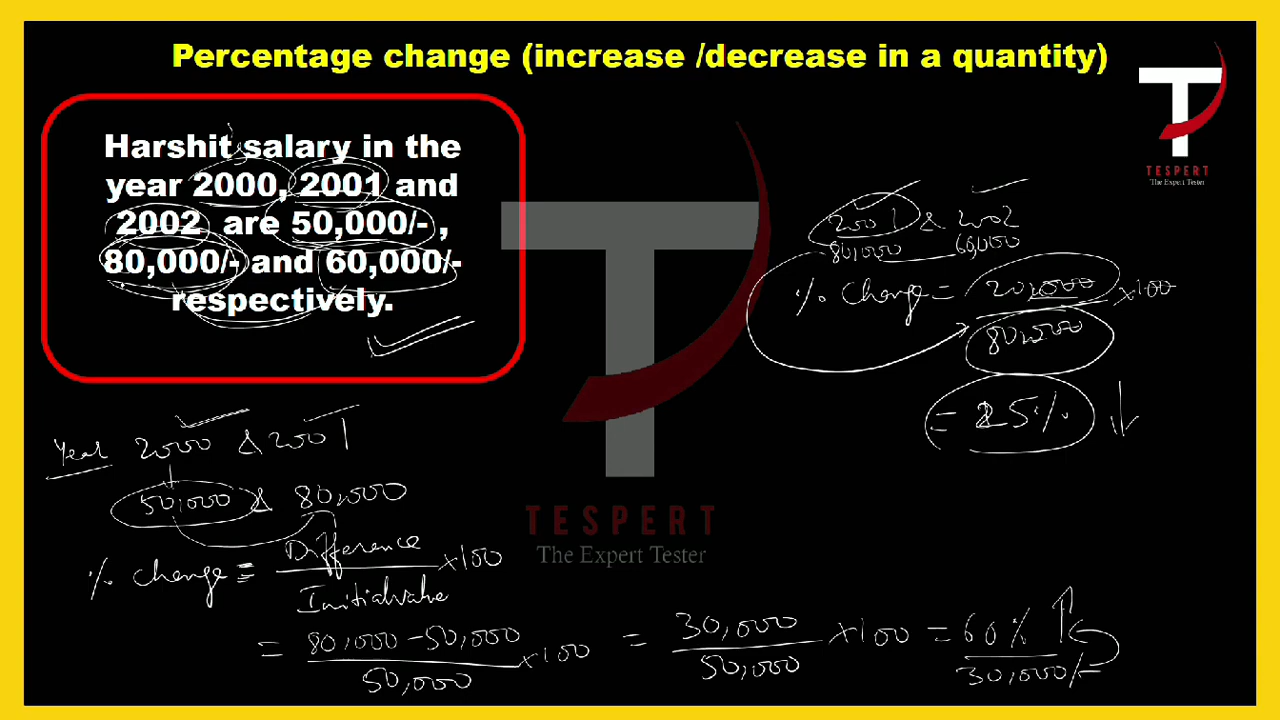 Percentage change (increase /decrease in a quantity)
TESPERT
The Expert Tester
Harshit salary in the
year 2000, 2001 and
2002 are 50,000/- ,
80,000/- and 60,000/-
respectively.
2001 & 2002
80,000 60,000
% Change = 20,000 ×100
80,000
= 25% ↓
Year 2000 & 2001
50,000 & 80,000
% Change = Difference ×100
Initial value
= 80,000 - 50,000 ×100 = 30,000 ×100 = 60% ↑
50,000 50,000 30,000/-
TESPERT
The Expert Tester